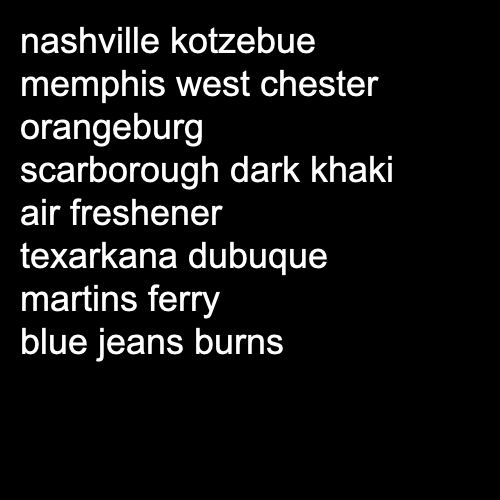 nashville kotzebue
memphis west chester
orangeburg
scarborough dark khaki
air freshener
texarkana dubuque
martins ferry
blue jeans burns